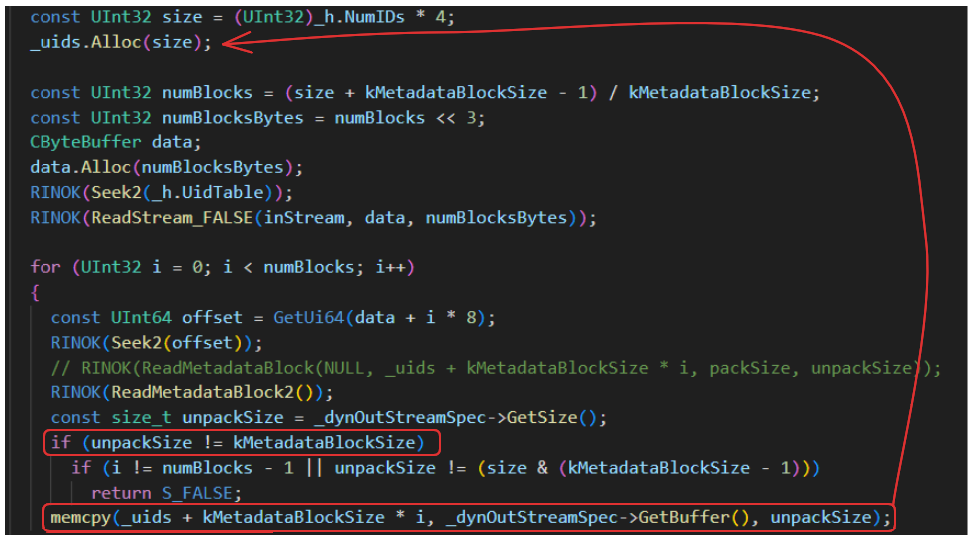 const UInt32 size = (UInt32)_h.NumIDs * 4;
_uids.Alloc(size);
const UInt32 numBlocks = (size + kMetadataBlockSize - 1) / kMetadataBlockSize;
const UInt32 numBlocksBytes = numBlocks << 3;
CByteBuffer data;
data.Alloc(numBlocksBytes);
RINOK(Seek2(_h.UidTable));
RINOK(ReadStream_FALSE(inStream, data, numBlocksBytes));
for (UInt32 i = 0; i < numBlocks; i++)
{
const UInt64 offset = GetUi64(data + i * 8);
RINOK(Seek2(offset));
// RINOK(ReadMetadataBlock(NULL, _uids + kMetadataBlockSize * i, packSize, unpackSize));
RINOK(ReadMetadataBlock2());
const size_t unpackSize = _dynOutStreamSpec->GetSize();
if (unpackSize != kMetadataBlockSize)
if (i != numBlocks - 1 || unpackSize != (size & (kMetadataBlockSize - 1)))
return S_FALSE;
memcpy(_uids + kMetadataBlockSize * i, _dynOutStreamSpec->GetBuffer(), unpackSize);